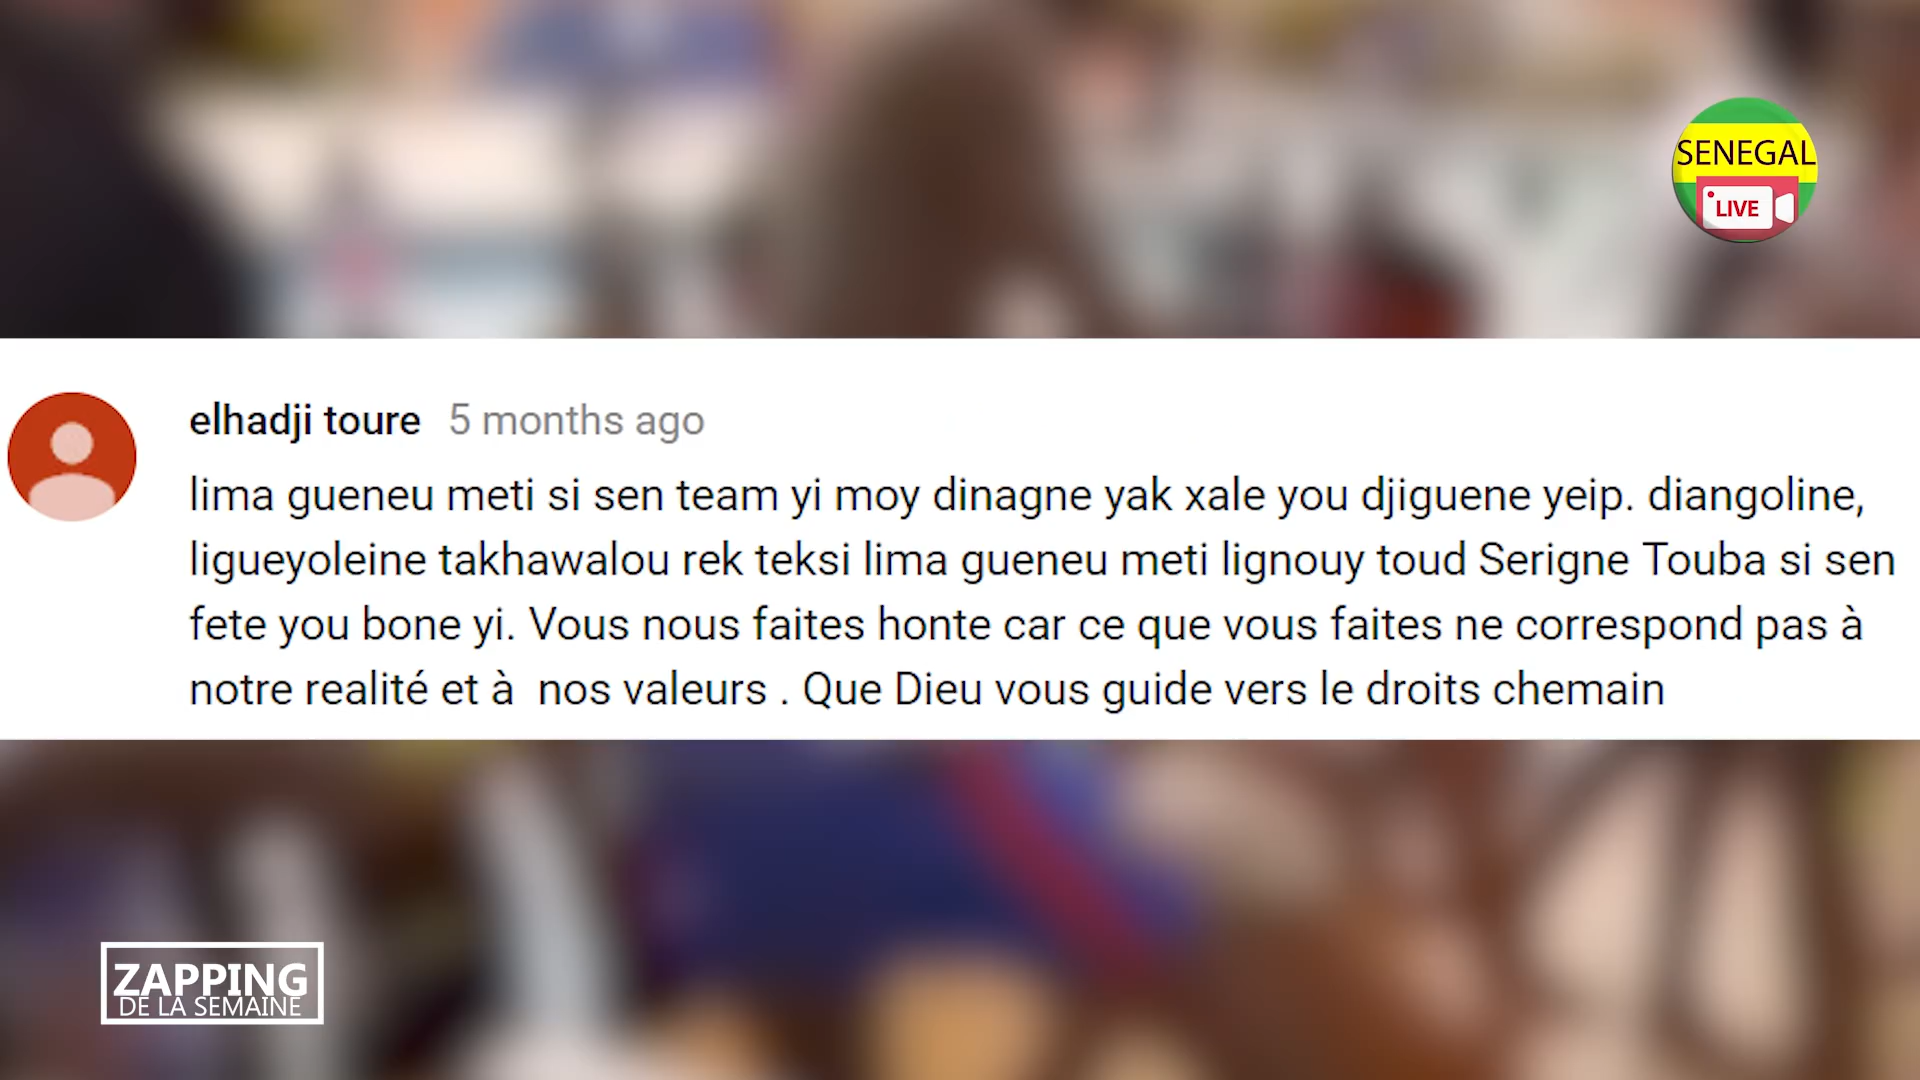 SENEGAL
LIVE
elhadji toure 5 months ago
lima gueneu meti si sen team yi moy dinagne yak xale you djiguene yeip. diangoline,
ligueyoleine takhawalou rek teksi lima gueneu meti lignouy toud Serigne Touba si sen
fete you bone yi. Vous nous faites honte car ce que vous faites ne correspond pas à
notre realité et à nos valeurs . Que Dieu vous guide vers le droits chemain
ZAPPING
DE LA SEMAINE